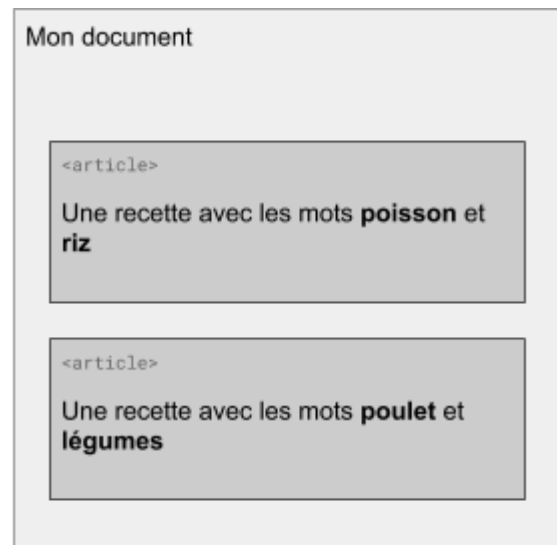 Mon document
<article>
Une recette avec les mots poisson et
riz
<article>
Une recette avec les mots poulet et
légumes